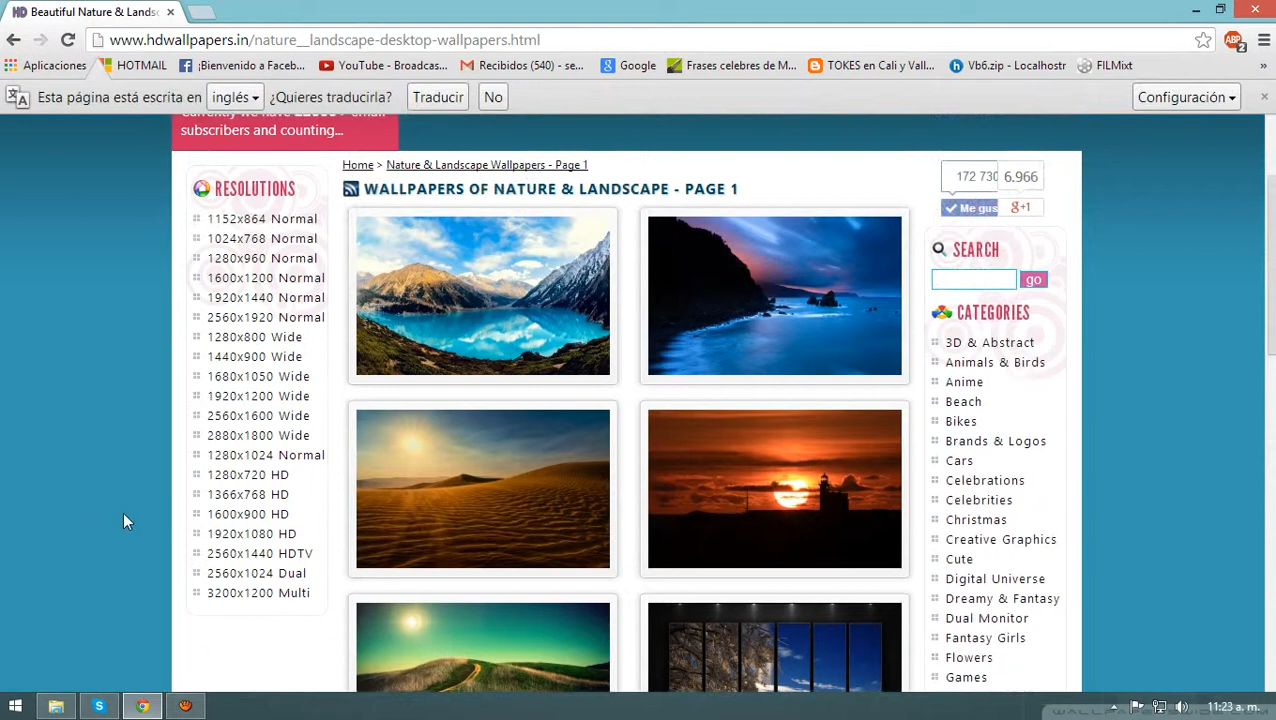 Beautiful Nature & Lands
www.hdwallpapers.in/nature__landscape-desktop-wallpapers.html
ABP
2
Aplicaciones
HOTMAIL
¡Bienvenido a Faceb...
YouTube - Broadcas...
Recibidos (540) - se...
Google
Frases celebres de M...
TOKES en Cali y Vall...
Vb6.zip - Localhostr
FILMixt
»
Esta página está escrita en inglés ¿Quieres traducirla? Traducir No Configuración
subscribers and counting...
Home > Nature & Landscape Wallpapers - Page 1
WALLPAPERS OF NATURE & LANDSCAPE - PAGE 1
RESOLUTIONS
1152x864 Normal
1024x768 Normal
1280x960 Normal
1600x1200 Normal
1920x1440 Normal
2560x1920 Normal
1280x800 Wide
1440x900 Wide
1680x1050 Wide
1920x1200 Wide
2560x1600 Wide
2880x1800 Wide
1280x1024 Normal
1280x720 HD
1366x768 HD
1600x900 HD
1920x1080 HD
2560x1440 HDTV
2560x1024 Dual
3200x1200 Multi
172 730 6.966
Me gus g+1
SEARCH
go
CATEGORIES
3D & Abstract
Animals & Birds
Anime
Beach
Bikes
Brands & Logos
Cars
Celebrations
Celebrities
Christmas
Creative Graphics
Cute
Digital Universe
Dreamy & Fantasy
Dual Monitor
Fantasy Girls
Flowers
Games
11:23 a. m.